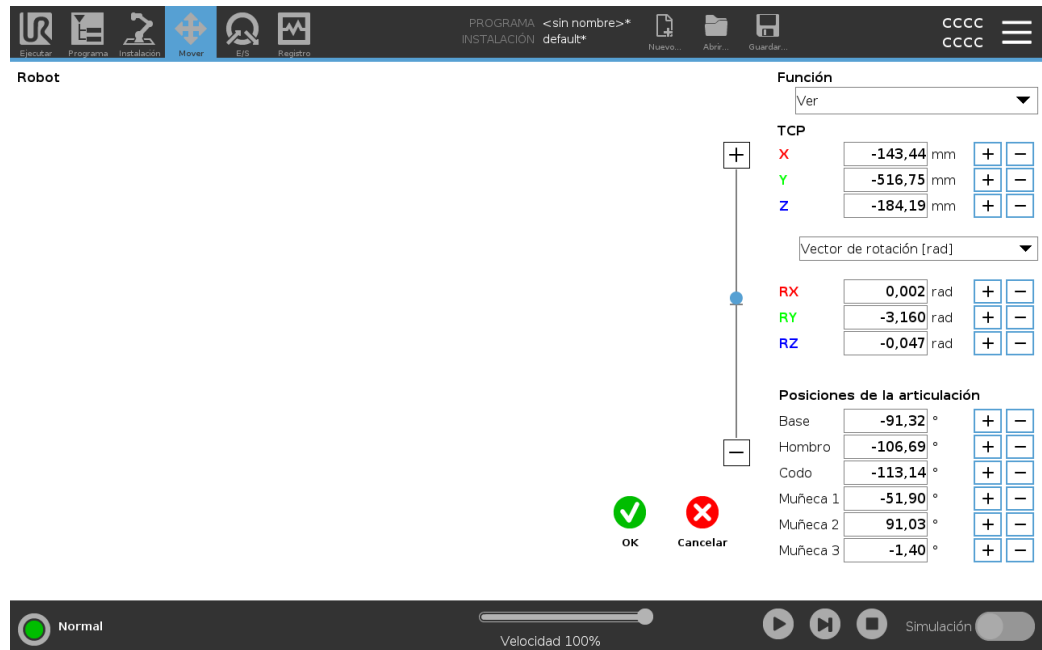 PROGRAMA <sin nombre>*
INSTALACIÓN default*
cccc
cccc
Ejecutar Programa Instalación Mover E/S Registro Nuevo... Abrir... Guardar...
Robot
Función
Ver
TCP
X -143,44 mm + −
Y -516,75 mm + −
Z -184,19 mm + −
Vector de rotación [rad]
RX 0,002 rad + −
RY -3,160 rad + −
RZ -0,047 rad + −
Posiciones de la articulación
Base -91,32 ° + −
Hombro -106,69 ° + −
Codo -113,14 ° + −
Muñeca 1 -51,90 ° + −
Muñeca 2 91,03 ° + −
Muñeca 3 -1,40 ° + −
OK Cancelar
Normal
Velocidad 100%
Simulación